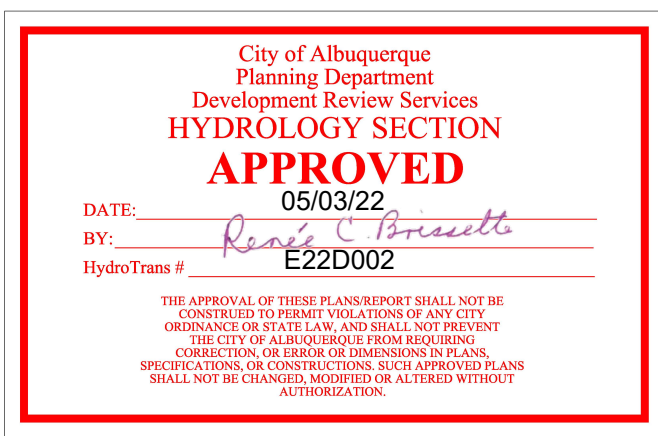 City of Albuquerque
Planning Department
Development Review Services
HYDROLOGY SECTION
APPROVED
DATE: 05/03/22
BY: Renée C. Brissette
HydroTrans # E22D002
THE APPROVAL OF THESE PLANS/REPORT SHALL NOT BE
CONSTRUED TO PERMIT VIOLATIONS OF ANY CITY
ORDINANCE OR STATE LAW, AND SHALL NOT PREVENT
THE CITY OF ALBUQUERQUE FROM REQUIRING
CORRECTION, OR ERROR OR DIMENSIONS IN PLANS,
SPECIFICATIONS, OR CONSTRUCTIONS. SUCH APPROVED PLANS
SHALL NOT BE CHANGED, MODIFIED OR ALTERED WITHOUT
AUTHORIZATION.